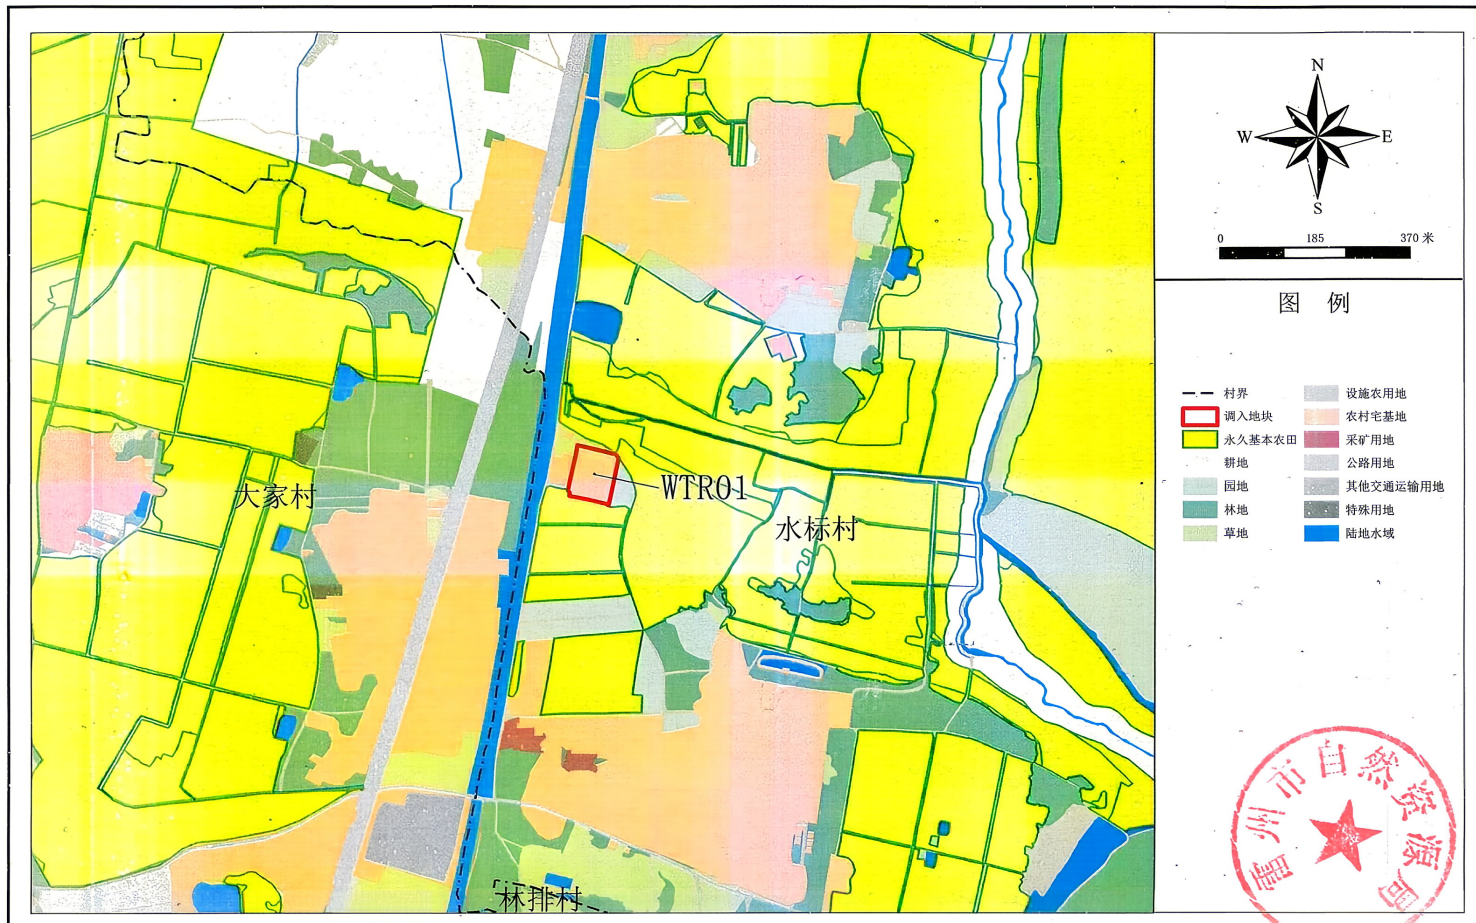 N
W
E
S
0 185 370 米
图 例
村界
调入地块
永久基本农田
耕地
园地
林地
草地
设施农用地
农村宅基地
采矿用地
公路用地
其他交通运输用地
特殊用地
陆地水域
大家村
WTR01
水标村
林排村
州市自然资源局